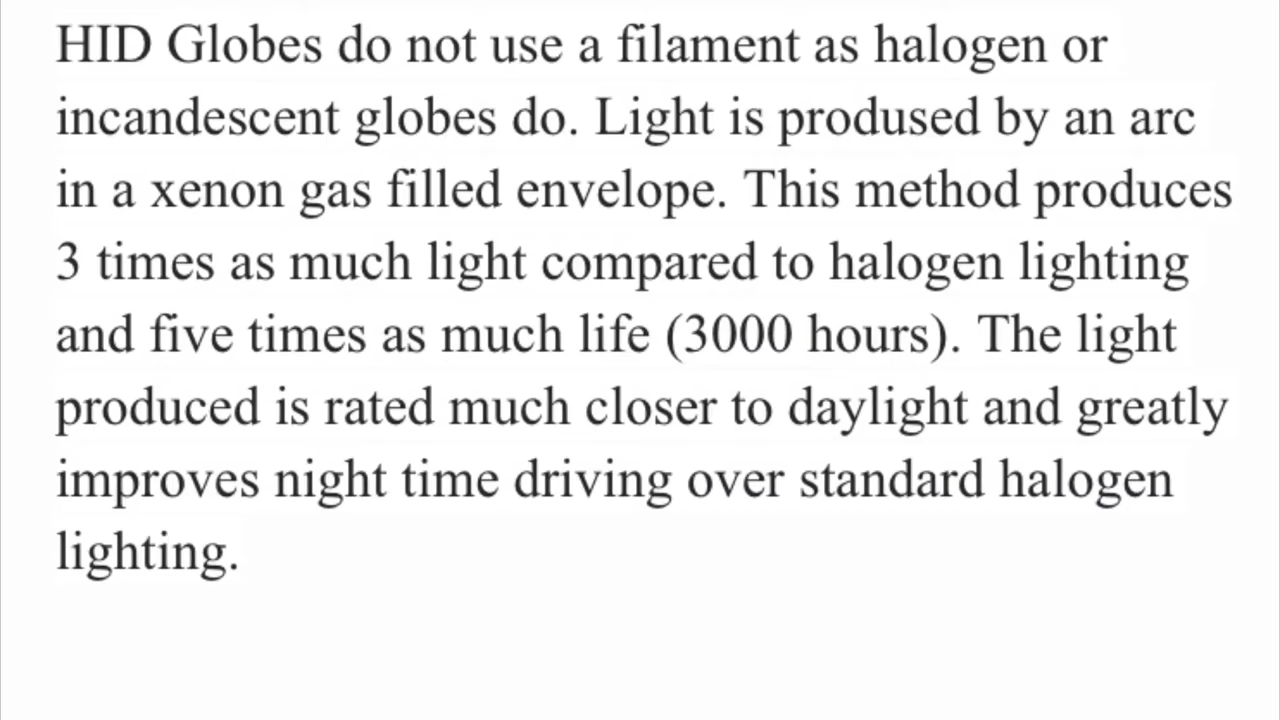 HID Globes do not use a filament as halogen or
incandescent globes do. Light is prodused by an arc
in a xenon gas filled envelope. This method produces
3 times as much light compared to halogen lighting
and five times as much life (3000 hours). The light
produced is rated much closer to daylight and greatly
improves night time driving over standard halogen
lighting.